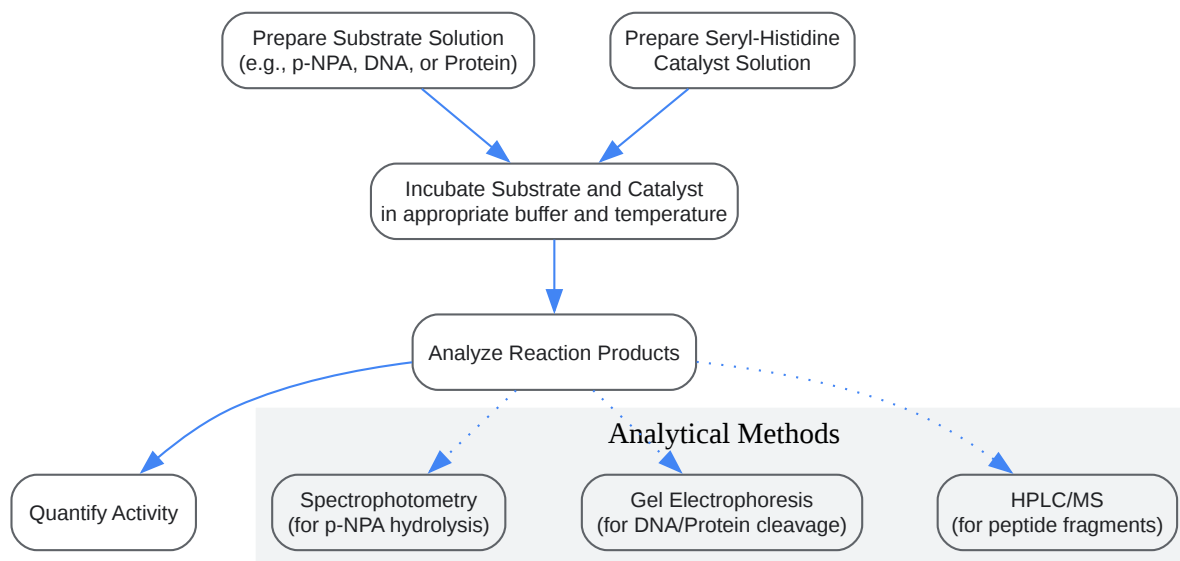 Prepare Substrate Solution
(e.g., p-NPA, DNA, or Protein)
Prepare Seryl-Histidine
Catalyst Solution
Incubate Substrate and Catalyst
in appropriate buffer and temperature
Analyze Reaction Products
Analytical Methods
Quantify Activity
Spectrophotometry
(for p-NPA hydrolysis)
Gel Electrophoresis
(for DNA/Protein cleavage)
HPLC/MS
(for peptide fragments)